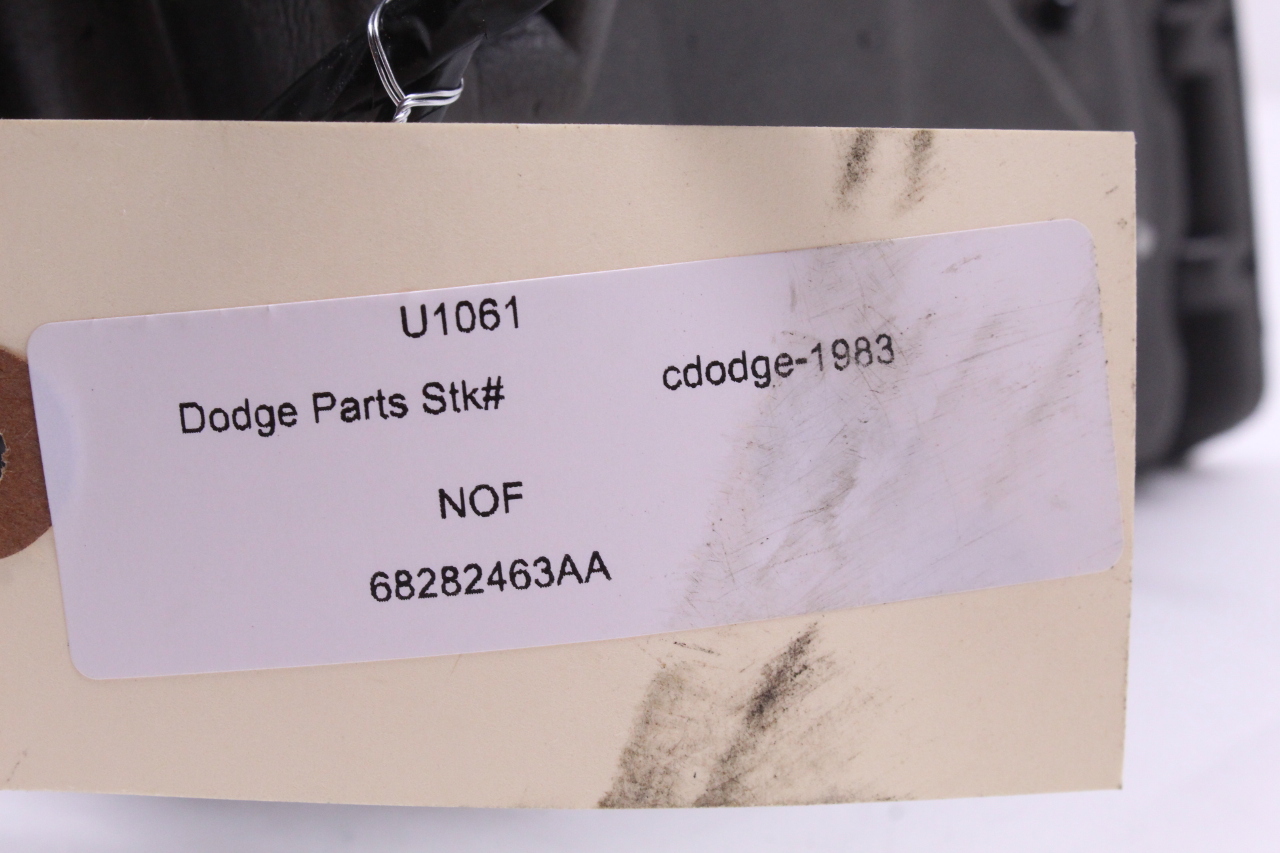 U1061
Dodge Parts Stk# cdodge-1983
NOF
68282463AA